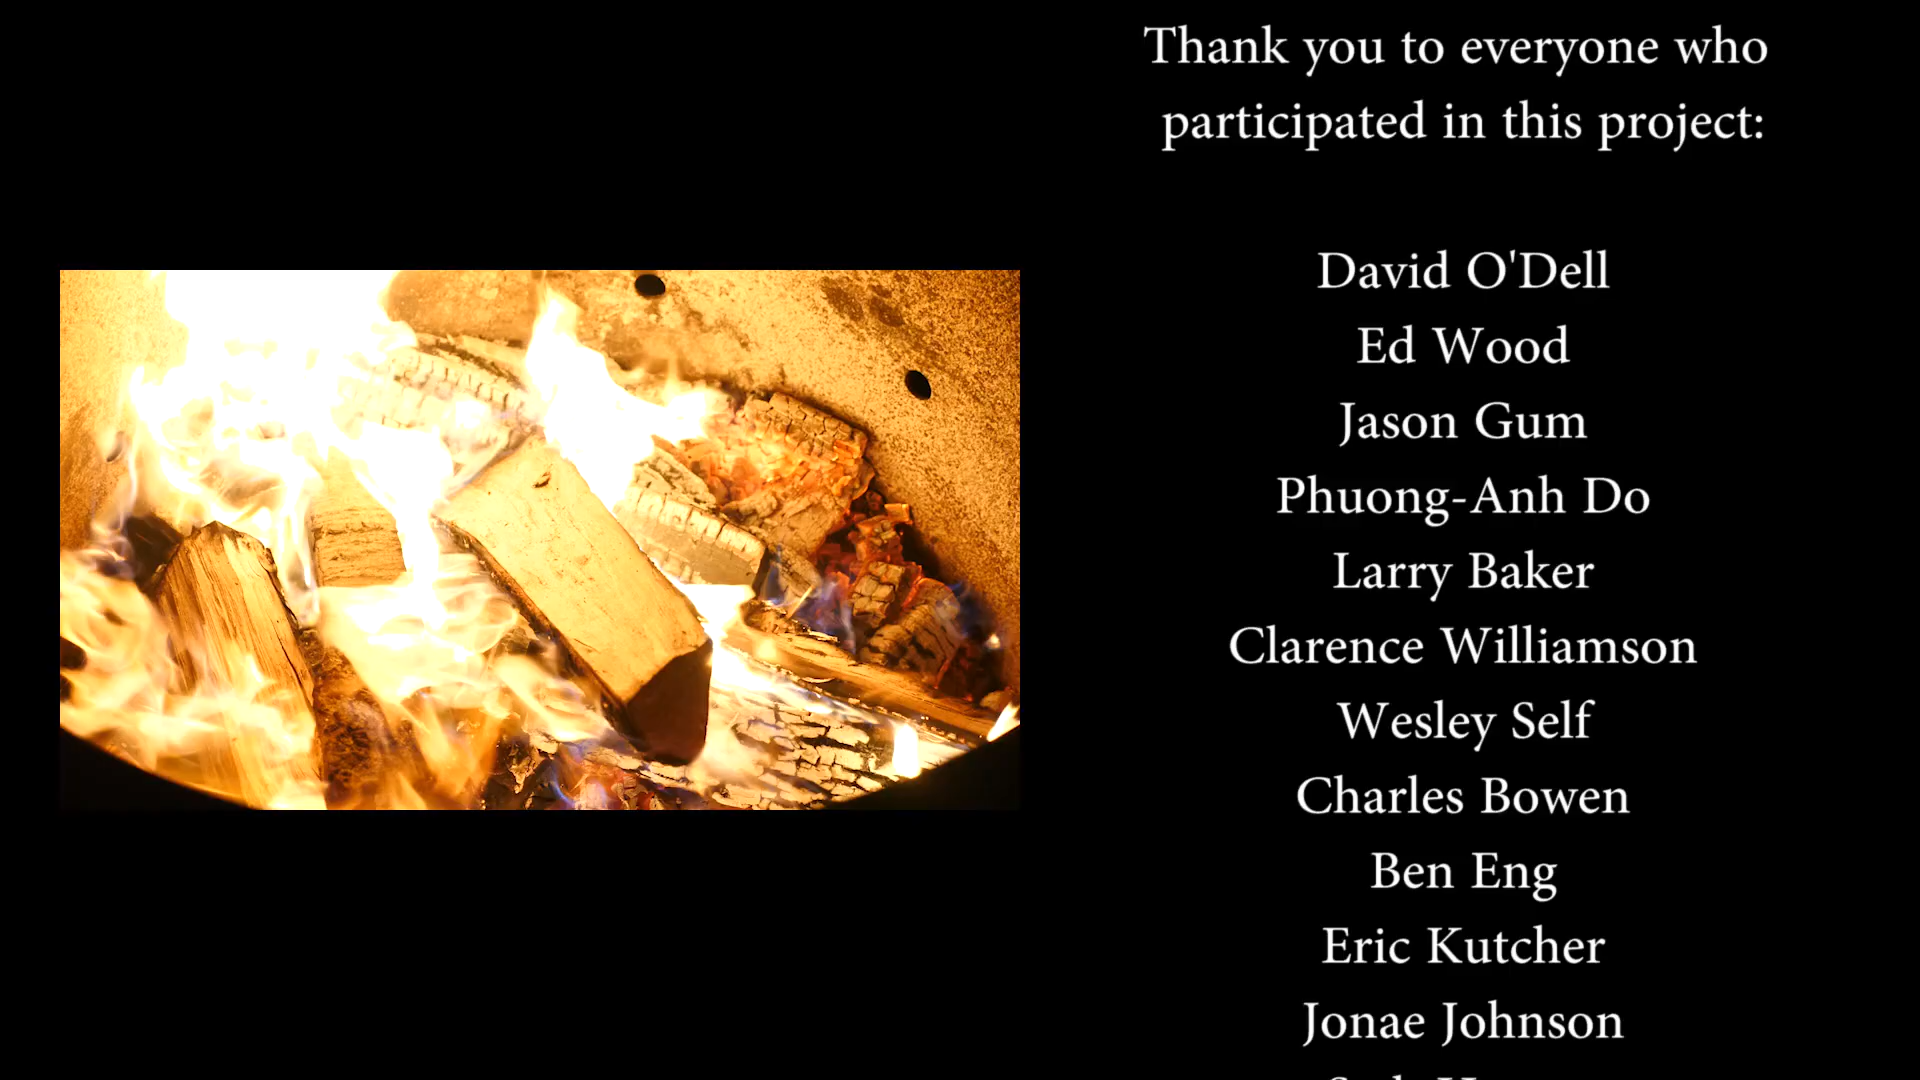 Thank you to everyone who
participated in this project:
David O'Dell
Ed Wood
Jason Gum
Phuong-Anh Do
Larry Baker
Clarence Williamson
Wesley Self
Charles Bowen
Ben Eng
Eric Kutcher
Jonae Johnson